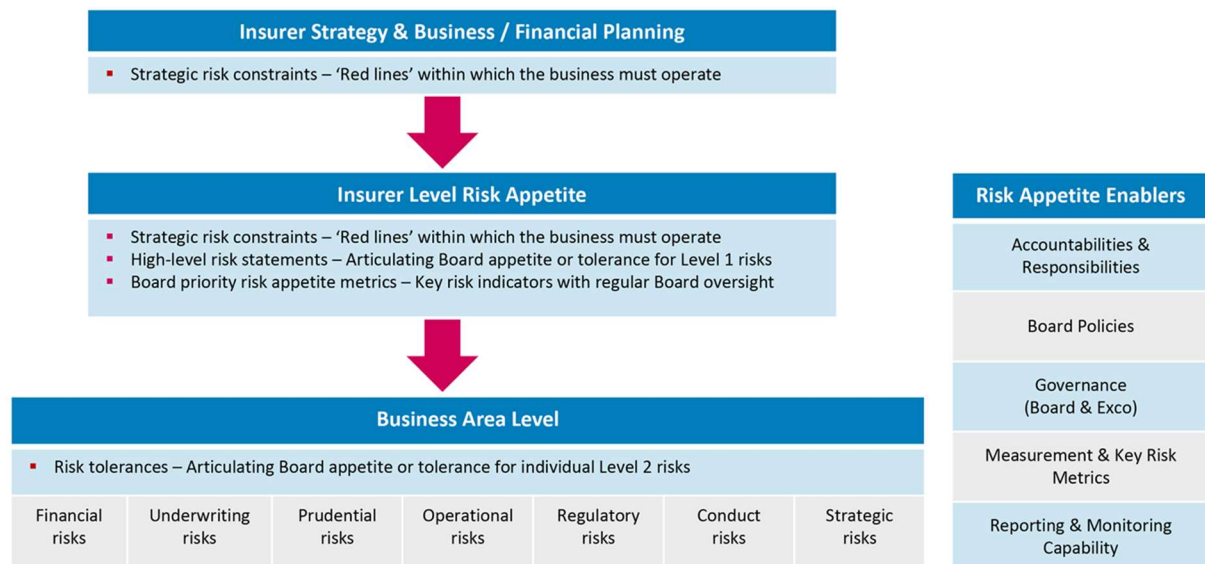 Insurer Strategy & Business / Financial Planning
▪ Strategic risk constraints – ‘Red lines’ within which the business must operate
Insurer Level Risk Appetite
▪ Strategic risk constraints – ‘Red lines’ within which the business must operate
▪ High-level risk statements – Articulating Board appetite or tolerance for Level 1 risks
▪ Board priority risk appetite metrics – Key risk indicators with regular Board oversight
Business Area Level
▪ Risk tolerances – Articulating Board appetite or tolerance for individual Level 2 risks
Financial
risks
Underwriting
risks
Prudential
risks
Operational
risks
Regulatory
risks
Conduct
risks
Strategic
risks
Risk Appetite Enablers
Accountabilities &
Responsibilities
Board Policies
Governance
(Board & Exco)
Measurement & Key Risk
Metrics
Reporting & Monitoring
Capability